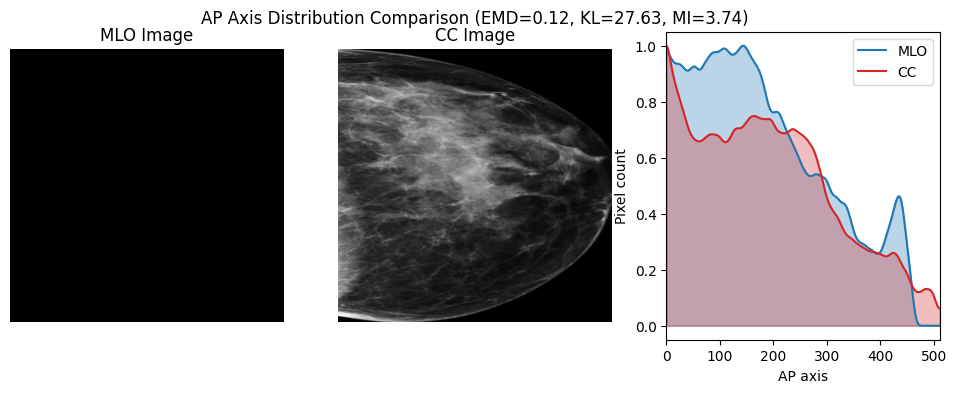 AP Axis Distribution Comparison (EMD=0.12, KL=27.63, MI=3.74)
MLO Image
CC Image
MLO
CC
Pixel count
1.0
0.8
0.6
0.4
0.2
0.0
0 100 200 300 400 500
AP axis